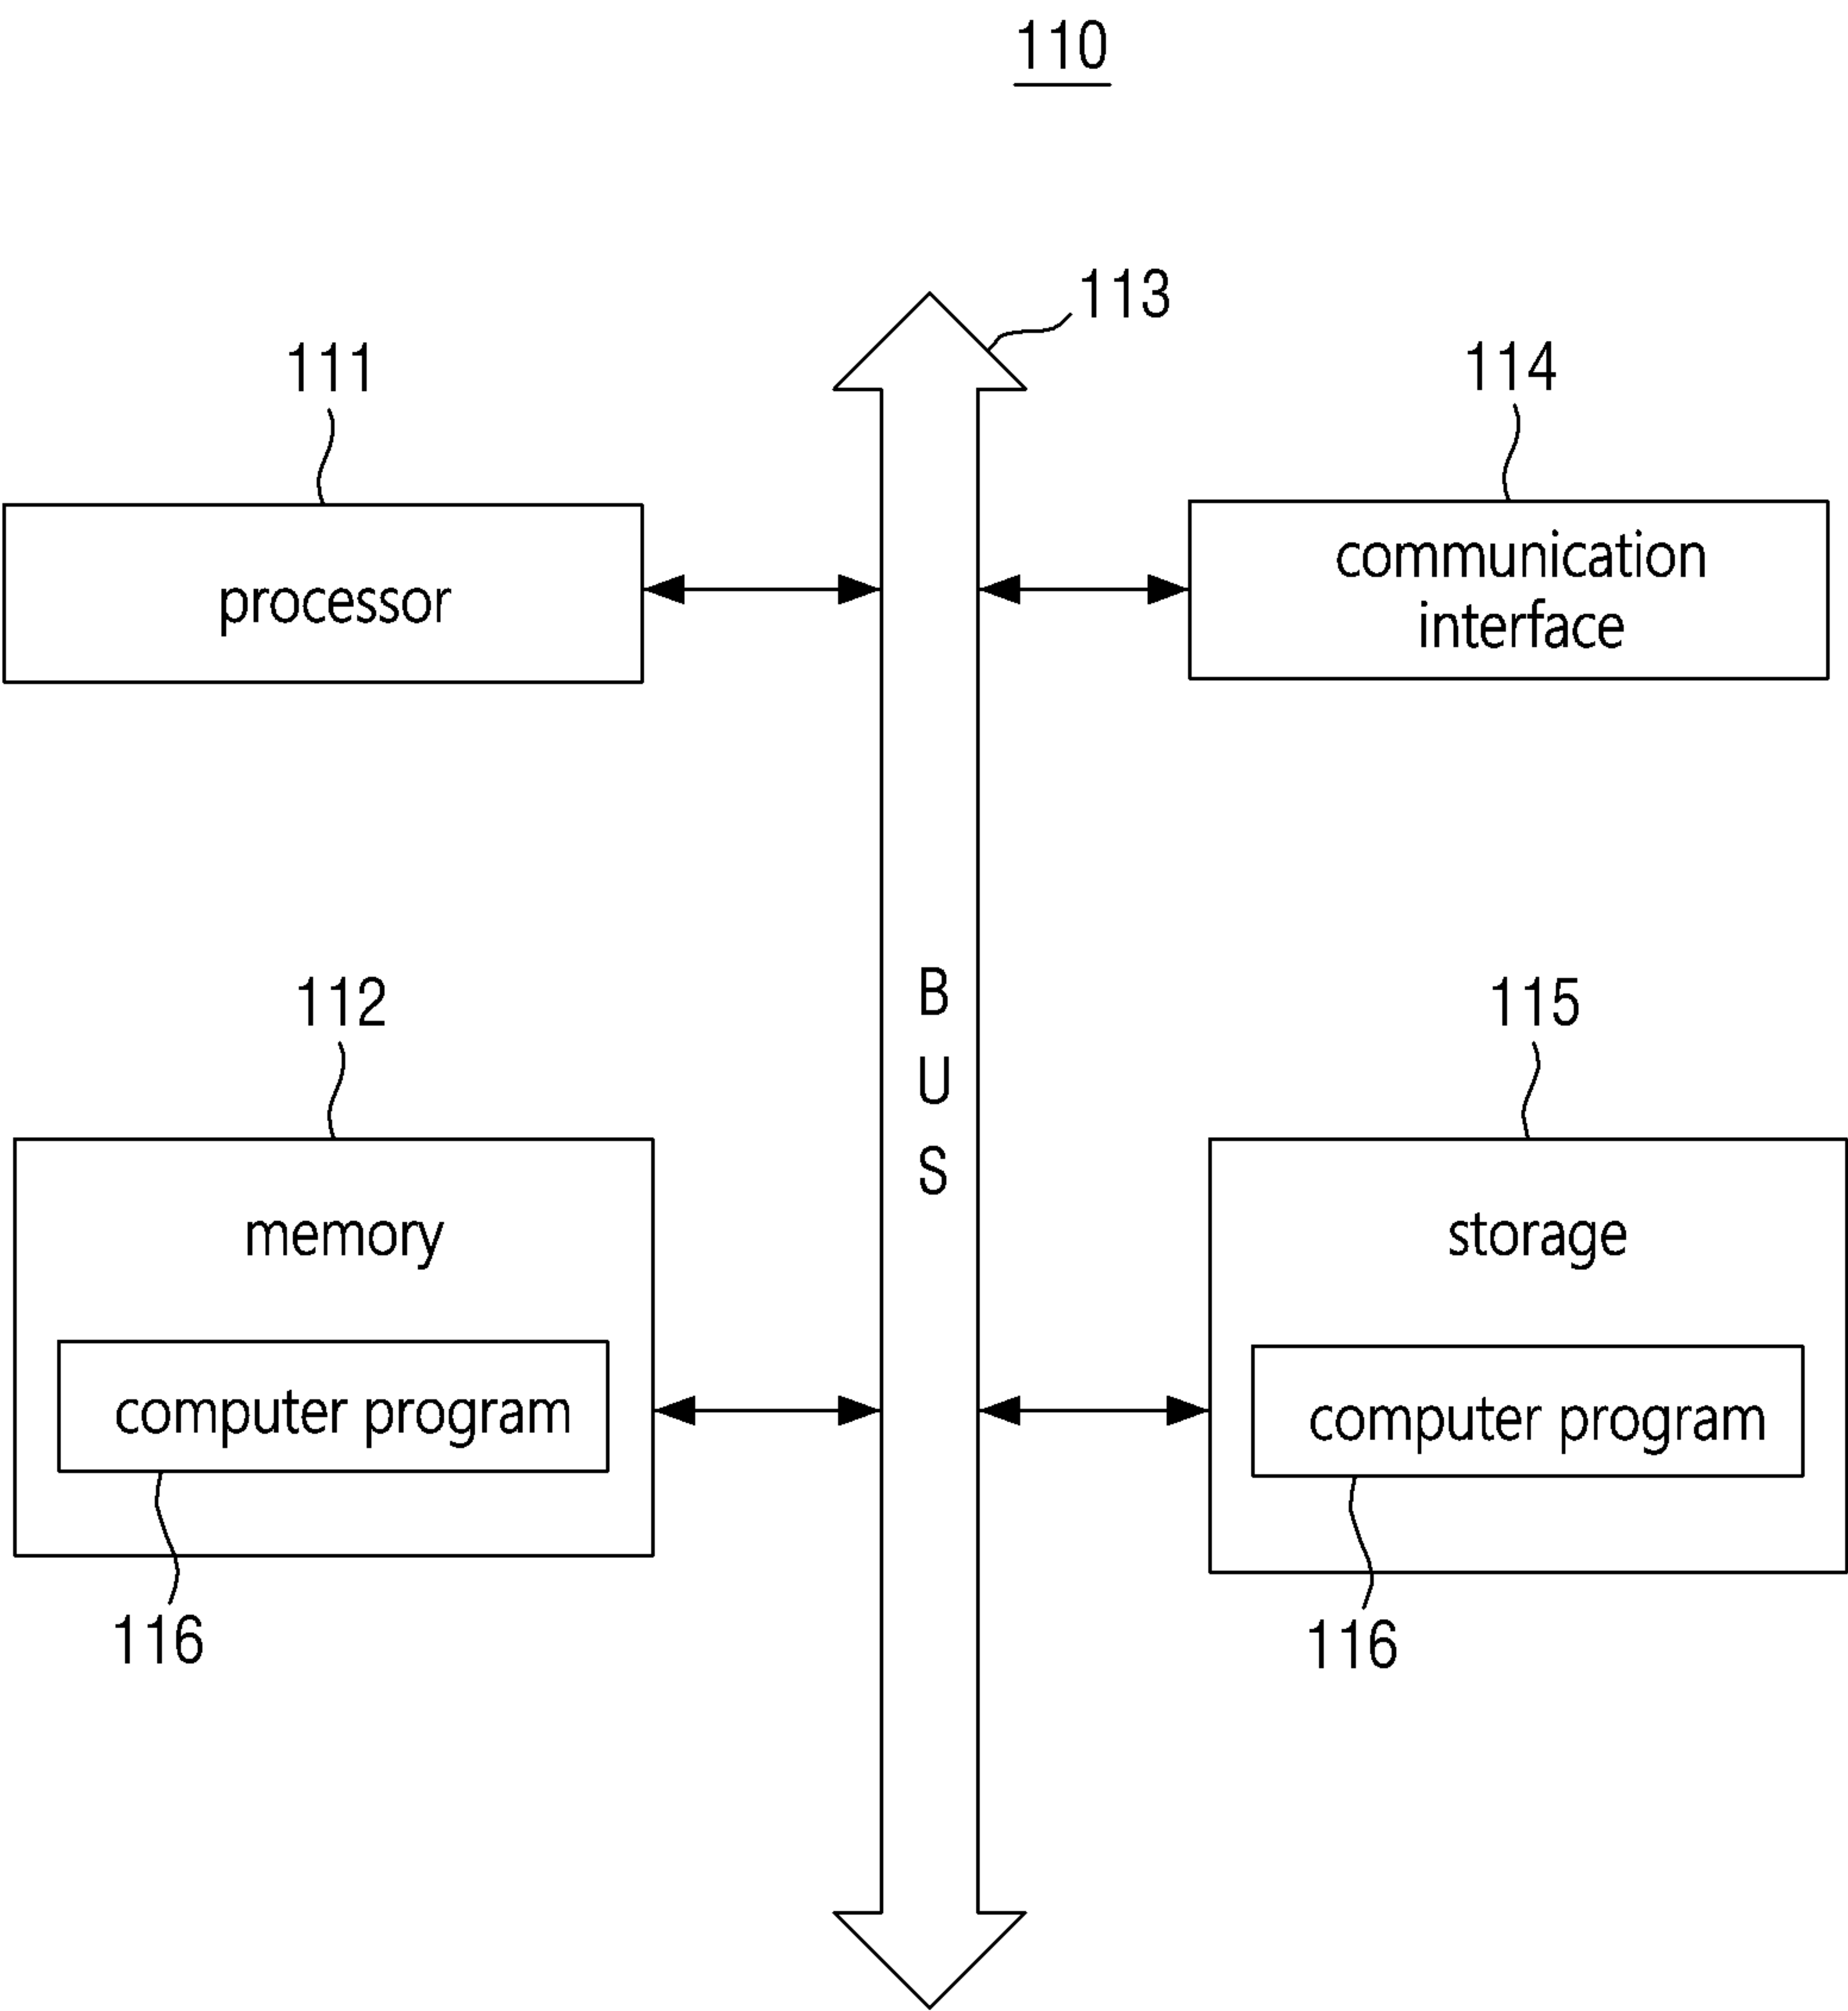 110
113
111
114
processor
communication
interface
B
U
S
112
115
memory
storage
computer program
computer program
116
116